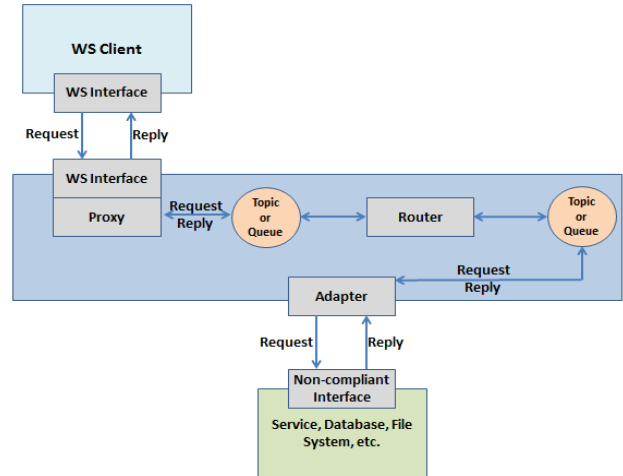 WS Client
WS Interface
Request
Reply
WS Interface
Proxy
Request
Reply
Topic
or
Queue
Router
Topic
or
Queue
Request
Reply
Adapter
Request
Reply
Non-compliant
Interface
Service, Database, File
System, etc.